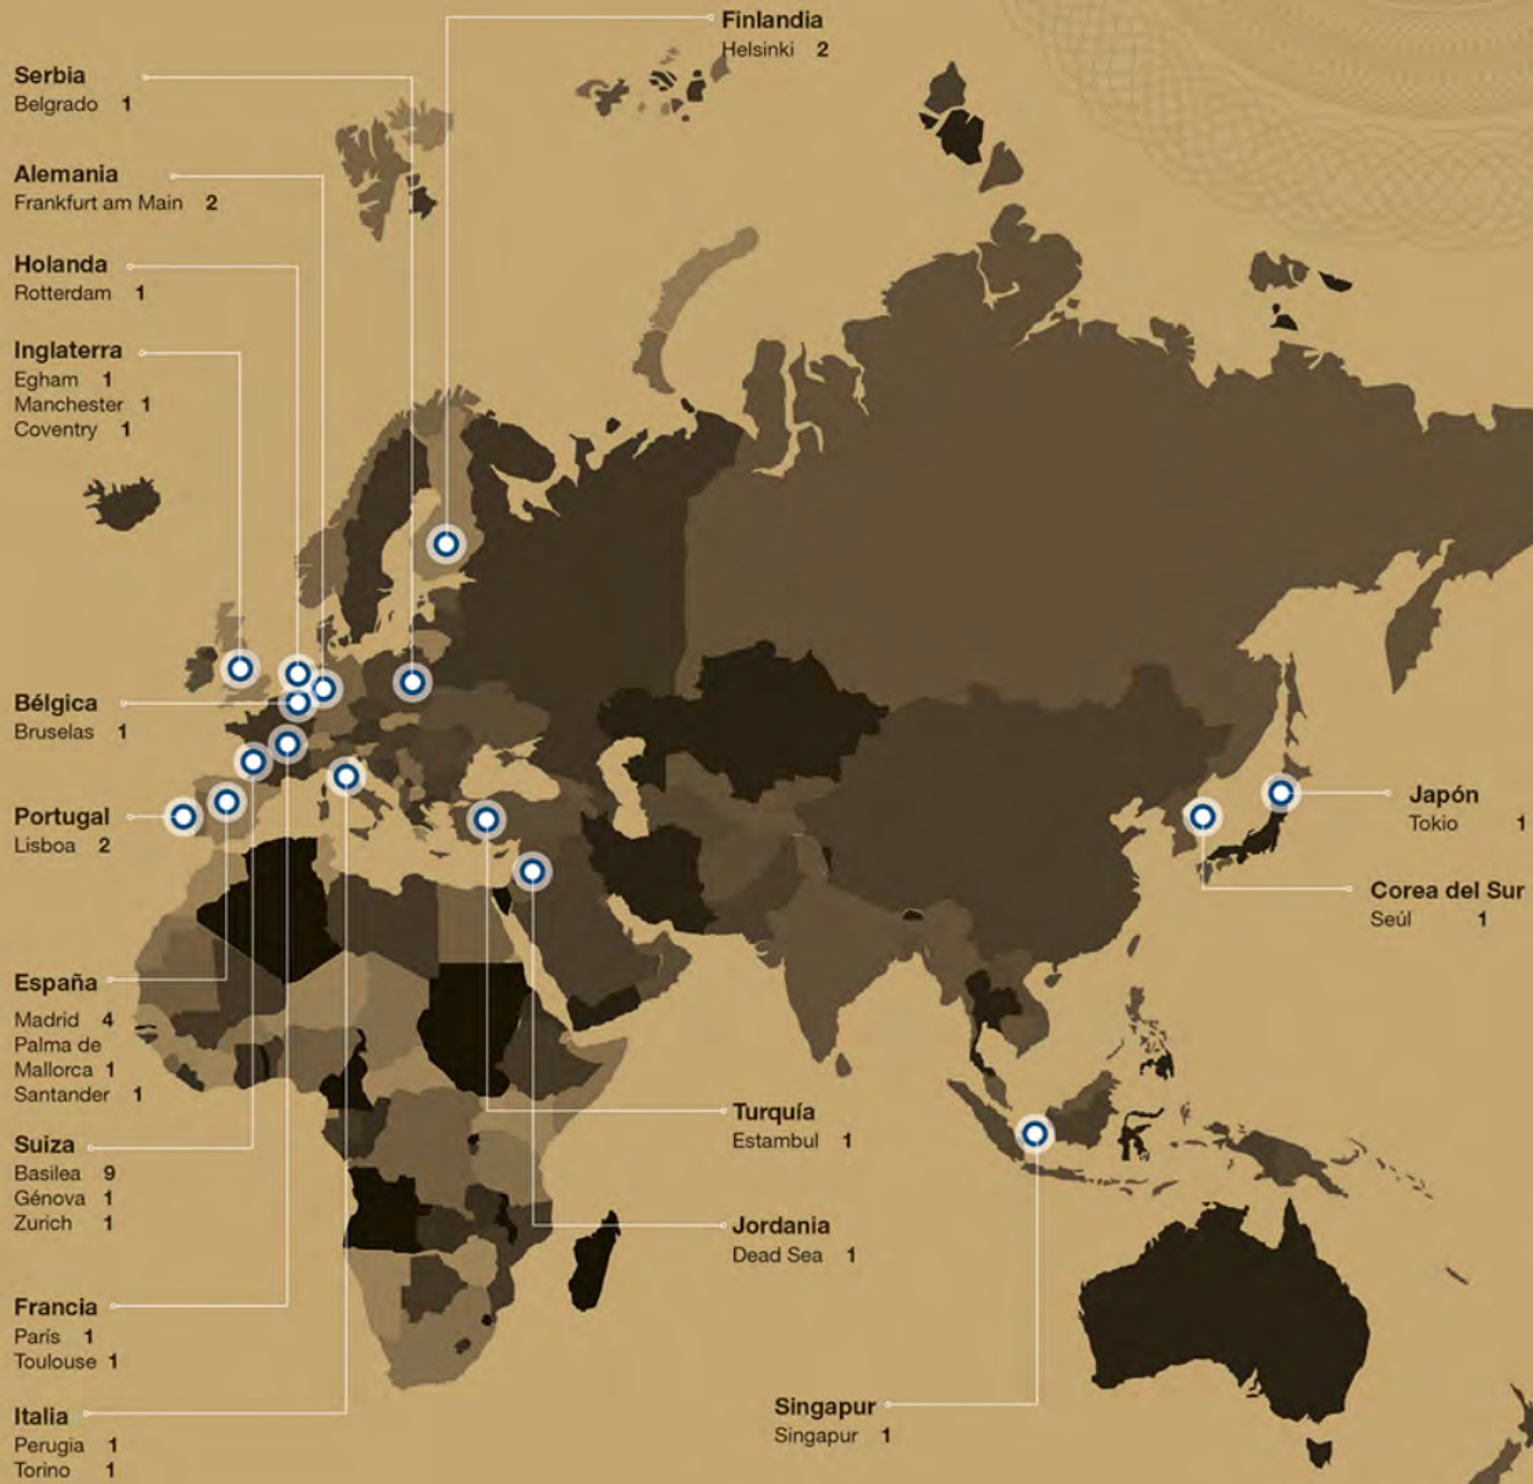 Finlandia
Helsinki 2
Serbia
Belgrado 1
Alemania
Frankfurt am Main 2
Holanda
Rotterdam 1
Inglaterra
Egham 1
Manchester 1
Coventry 1
Bélgica
Bruselas 1
Portugal
Lisboa 2
España
Madrid 4
Palma de
Mallorca 1
Santander 1
Suiza
Basilea 9
Génova 1
Zurich 1
Francia
París 1
Toulouse 1
Italia
Perugia 1
Torino 1
Turquía
Estambul 1
Jordania
Dead Sea 1
Singapur
Singapur 1
Japón
Tokio 1
Corea del Sur
Seúl 1